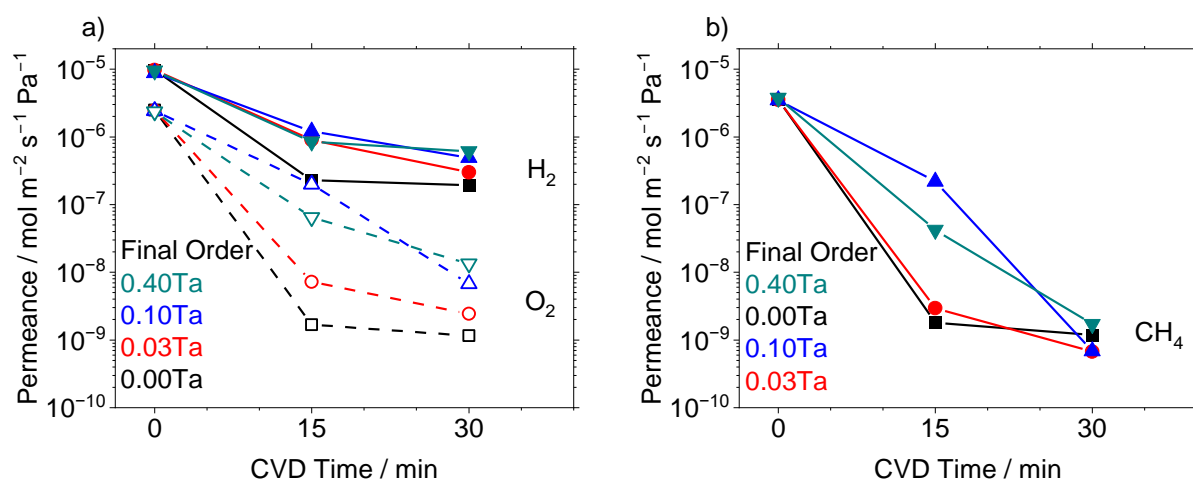 a)
Permeance / mol m⁻² s⁻¹ Pa⁻¹
10⁻⁵
10⁻⁶
10⁻⁷
10⁻⁸
10⁻⁹
10⁻¹⁰
H₂
O₂
Final Order
0.40Ta
0.10Ta
0.03Ta
0.00Ta
0 15 30
CVD Time / min
b)
Permeance / mol m⁻² s⁻¹ Pa⁻¹
10⁻⁵
10⁻⁶
10⁻⁷
10⁻⁸
10⁻⁹
10⁻¹⁰
Final Order
0.40Ta
0.00Ta
0.10Ta
0.03Ta
CH₄
0 15 30
CVD Time / min